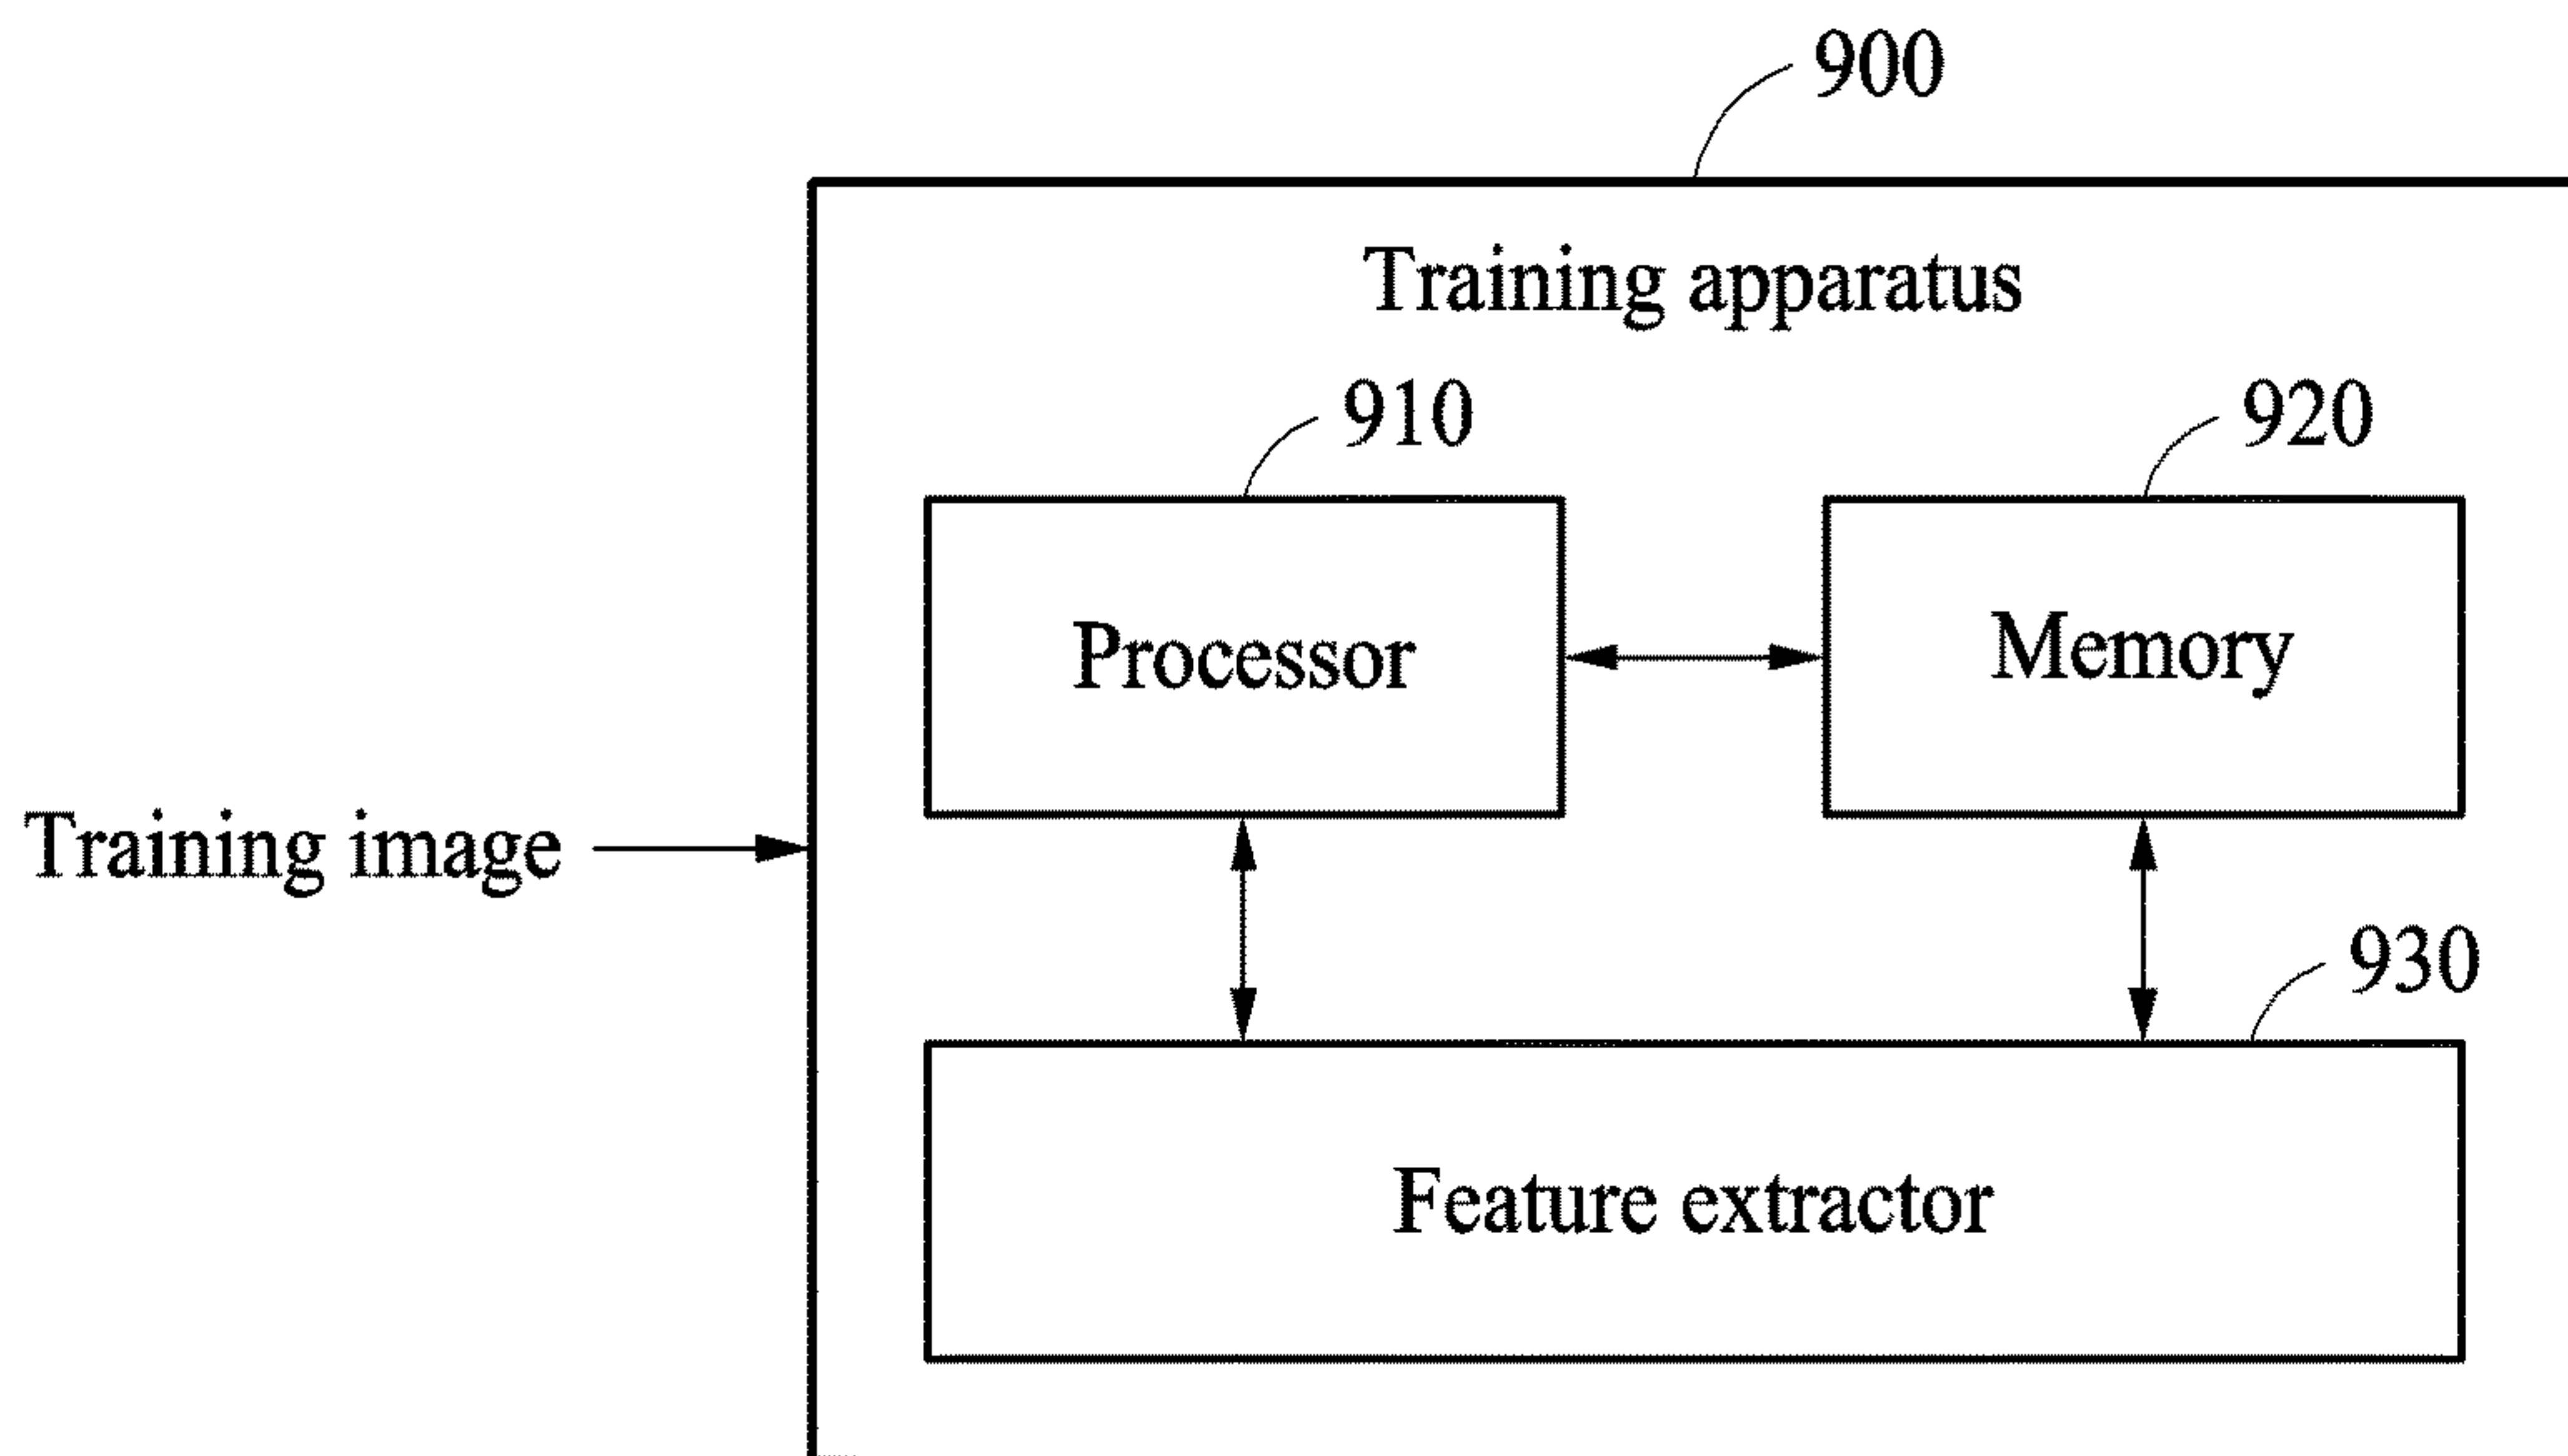 900
Training apparatus
910
920
Processor
Memory
Training image
930
Feature extractor